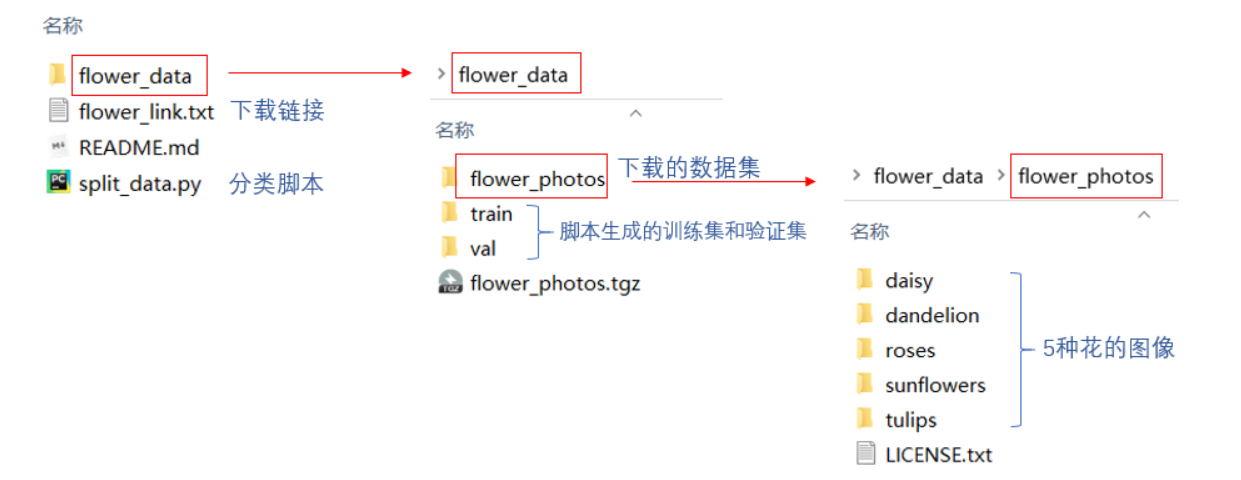 名称
flower_data
flower_link.txt 下载链接
README.md
split_data.py 分类脚本
> flower_data
名称
flower_photos 下载的数据集
train
val
脚本生成的训练集和验证集
flower_photos.tgz
> flower_data > flower_photos
名称
daisy
dandelion
roses
sunflowers
tulips
5种花的图像
LICENSE.txt